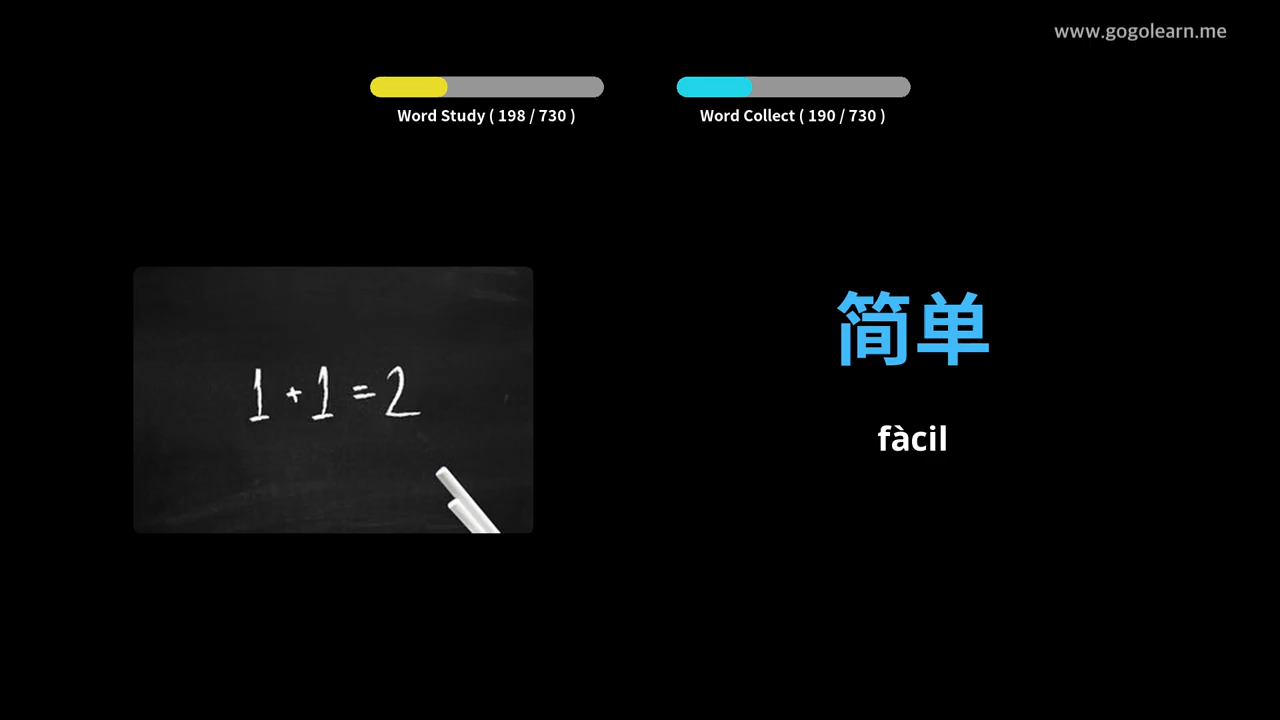 www.gogolearn.me
Word Study ( 198 / 730 )
Word Collect ( 190 / 730 )
1 + 1 = 2
简单
fàcil